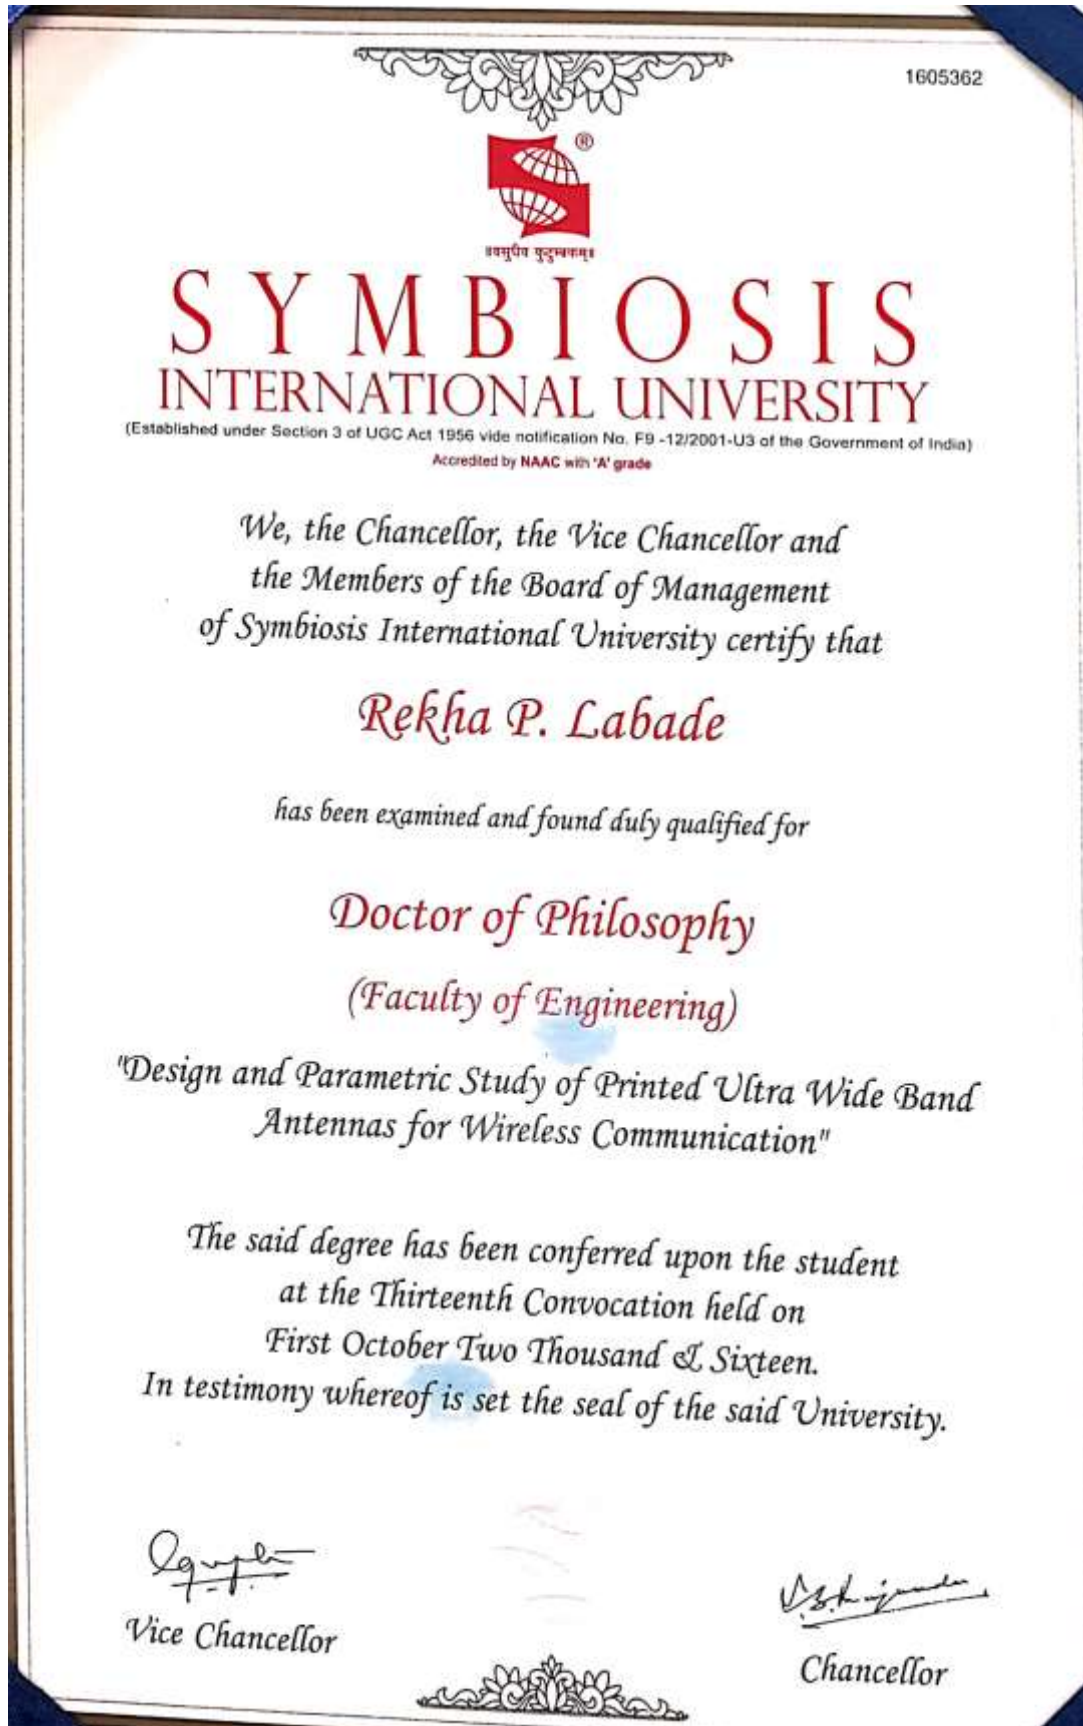 1605362
®
॥वसुधैव कुटुम्बकम्॥
SYMBIOSIS
INTERNATIONAL UNIVERSITY
(Established under Section 3 of UGC Act 1956 vide notification No. F9 -12/2001-U3 of the Government of India)
Accredited by NAAC with 'A' grade
We, the Chancellor, the Vice Chancellor and
the Members of the Board of Management
of Symbiosis International University certify that
Rekha P. Labade
has been examined and found duly qualified for
Doctor of Philosophy
(Faculty of Engineering)
"Design and Parametric Study of Printed Ultra Wide Band
Antennas for Wireless Communication"
The said degree has been conferred upon the student
at the Thirteenth Convocation held on
First October Two Thousand & Sixteen.
In testimony whereof is set the seal of the said University.
Vice Chancellor
Chancellor